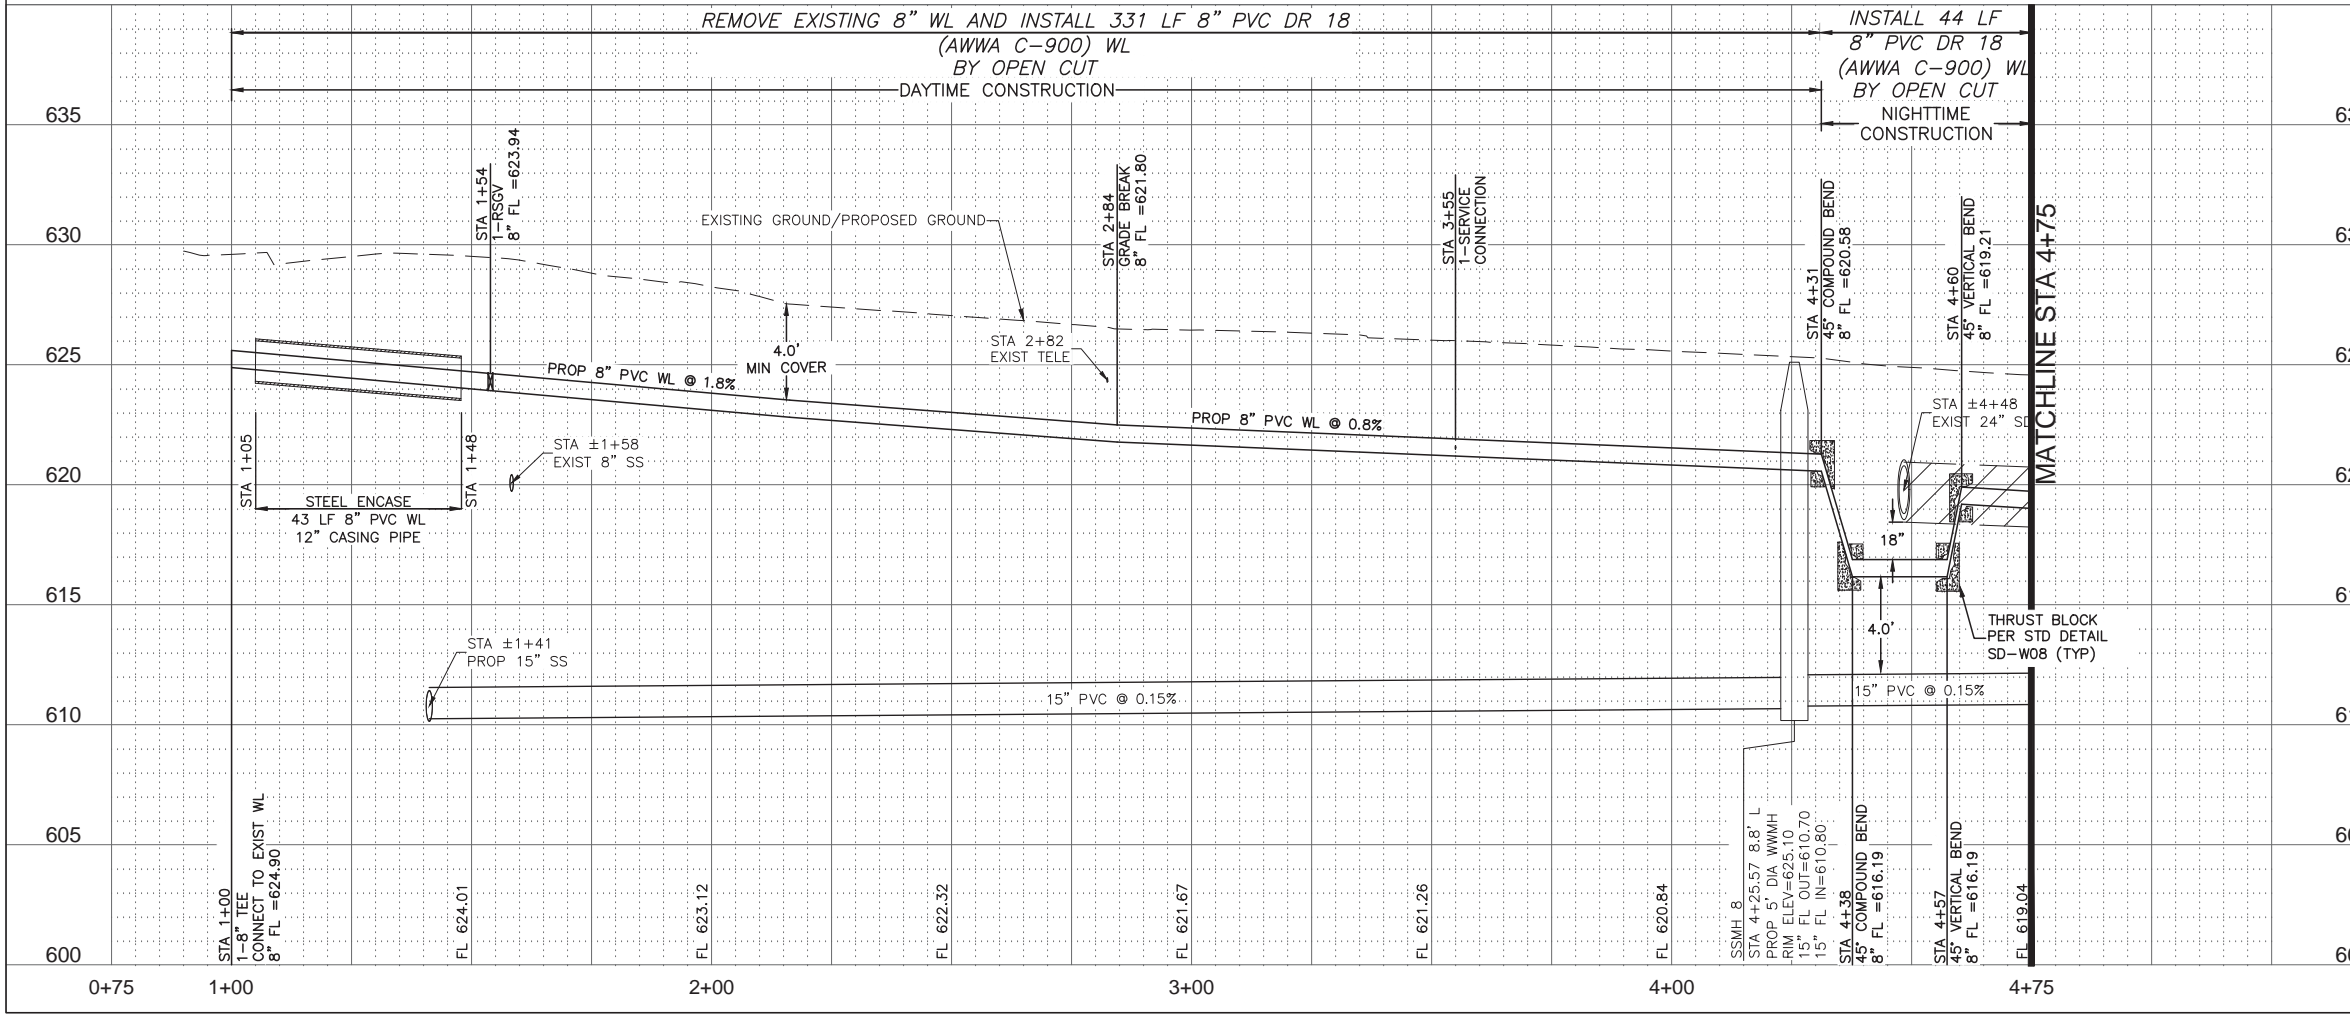 REMOVE EXISTING 8" WL AND INSTALL 331 LF 8" PVC DR 18
(AWWA C-900) WL
BY OPEN CUT
DAYTIME CONSTRUCTION
INSTALL 44 LF
8" PVC DR 18
(AWWA C-900) WL
BY OPEN CUT
NIGHTTIME
CONSTRUCTION
635
630
625
620
615
610
605
600
STA 1+54
1-RSGV
8" FL =623.94
EXISTING GROUND/PROPOSED GROUND
STA 2+84
GRADE BREAK
8" FL =621.80
STA 3+55
1-SERVICE
CONNECTION
STA 4+31
45° COMPOUND BEND
8" FL =620.58
STA 4+60
45° VERTICAL BEND
8" FL =619.21
MATCHLINE STA 4+75
4.0'
MIN COVER
STA 2+82
EXIST TELE
PROP 8" PVC WL @ 1.8%
PROP 8" PVC WL @ 0.8%
STA ±4+48
EXIST 24" SD
STA 1+05
STA 1+48
STEEL ENCASE
43 LF 8" PVC WL
12" CASING PIPE
STA ±1+58
EXIST 8" SS
18"
4.0'
THRUST BLOCK
PER STD DETAIL
SD-W08 (TYP)
STA ±1+41
PROP 15" SS
15" PVC @ 0.15%
15" PVC @ 0.15%
STA 1+00
1-8" TEE
CONNECT TO EXIST WL
8" FL =624.90
FL 624.01
FL 623.12
FL 622.32
FL 621.67
FL 621.26
FL 620.84
SSMH 8
STA 4+25.57 8.8' L
PROP 5' DIA WWMH
RIM ELEV=625.10
15" FL OUT=610.70
15" FL IN=610.80
STA 4+38
45° COMPOUND BEND
8" FL =616.19
STA 4+57
45° VERTICAL BEND
8" FL =616.19
FL 619.04
0+75
1+00
2+00
3+00
4+00
4+75